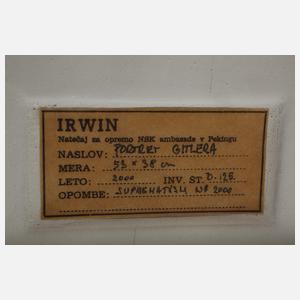 IRWIN
Natečaj za opremo NSK ambasade v Pekingu
NASLOV: PORTRET GITLERA
MERA: 53 x 38 cm
LETO: 2000 INV. ŠT. D. 125
OPOMBE: 2000